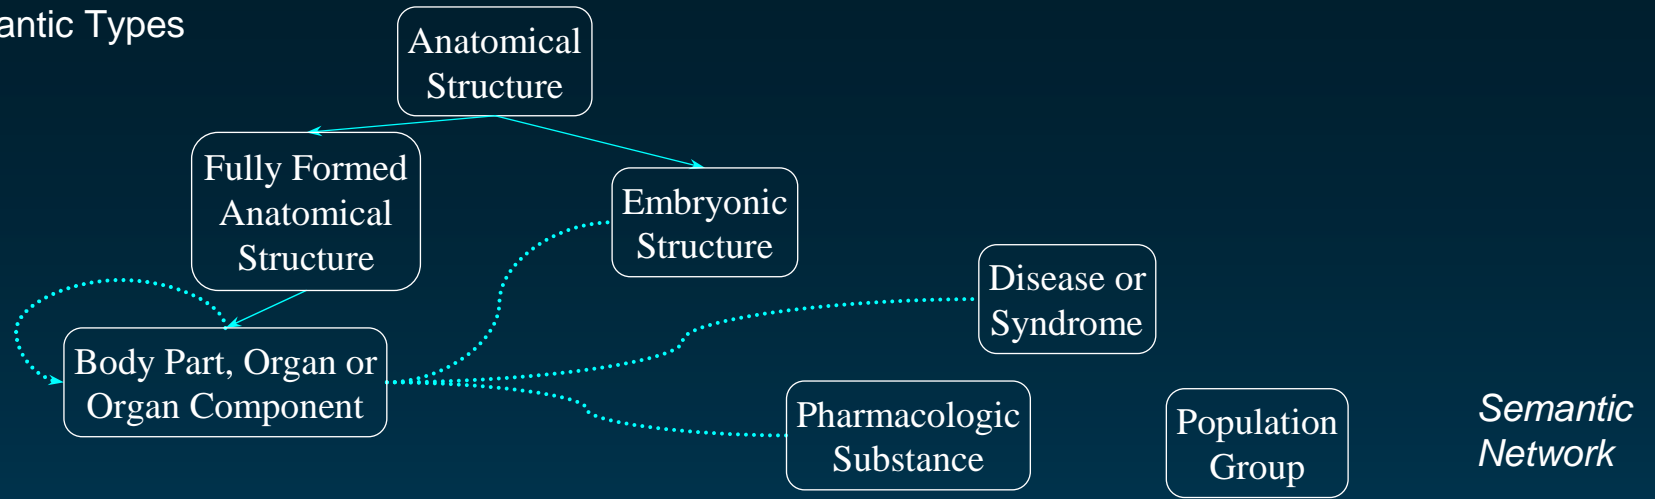 antic Types
Anatomical
Structure
Fully Formed
Anatomical
Structure
Embryonic
Structure
Disease or
Syndrome
Body Part, Organ or
Organ Component
Pharmacologic
Substance
Population
Group
Semantic
Network